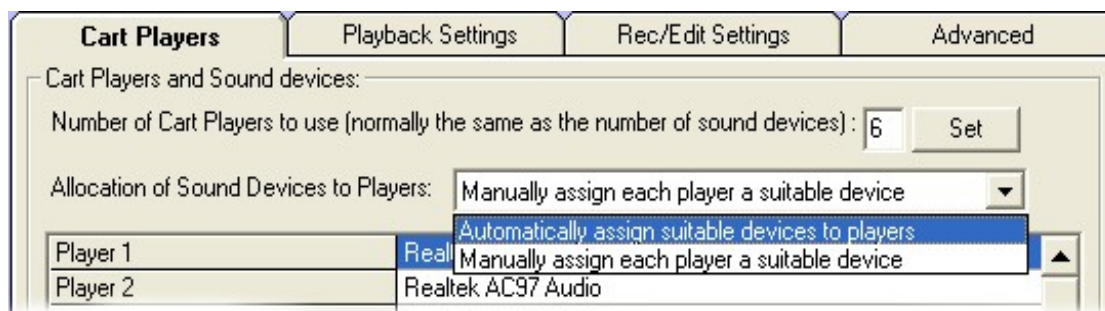 Cart Players Playback Settings Rec/Edit Settings Advanced
Cart Players and Sound devices:
Number of Cart Players to use (normally the same as the number of sound devices) : 6 Set
Allocation of Sound Devices to Players: Manually assign each player a suitable device
Automatically assign suitable devices to players
Player 1
Manually assign each player a suitable device
Player 2 Realtek AC97 Audio